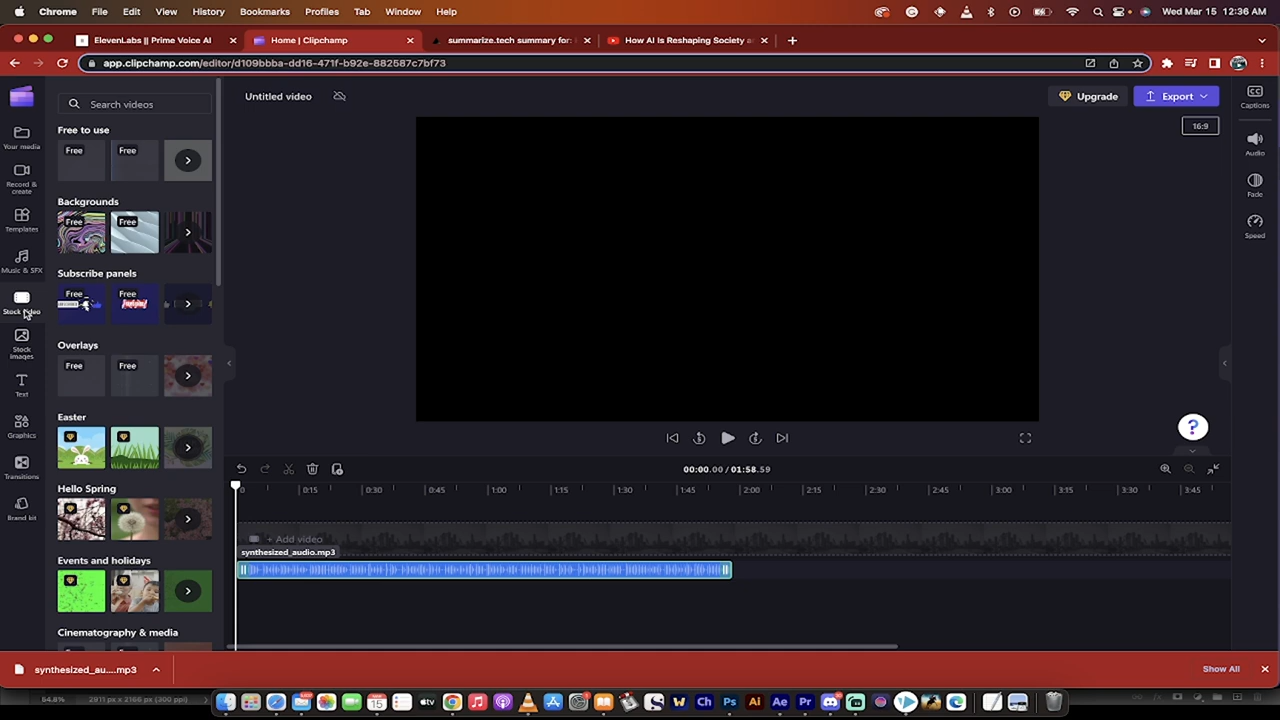 Chrome File Edit View History Bookmarks Profiles Tab Window Help Wed Mar 15 12:36 AM
ElevenLabs || Prime Voice AI Home | Clipchamp summarize.tech summary for: How AI Is Reshaping Society a
app.clipchamp.com/editor/d109bbba-dd16-471f-b92e-882587c7bf73
Search videos
Untitled video
Upgrade
Export
16:9
Captions
Audio
Fade
Speed
Your media
Record & create
Templates
Music & SFX
Stock video
Stock images
Text
Graphics
Transitions
Brand kit
Free to use
Free Free
Backgrounds
Free Free
Subscribe panels
Free Free
Overlays
Free Free
Easter
Hello Spring
Events and holidays
Cinematography & media
?
00:00.00 / 01:58.59
0 0:15 0:30 0:45 1:00 1:15 1:30 1:45 2:00 2:15 2:30 2:45 3:00 3:15 3:30 3:45
+ Add video
synthesized_audio.mp3
synthesized_au....mp3
Show All
2911 px x 2166 px (300 ppi)